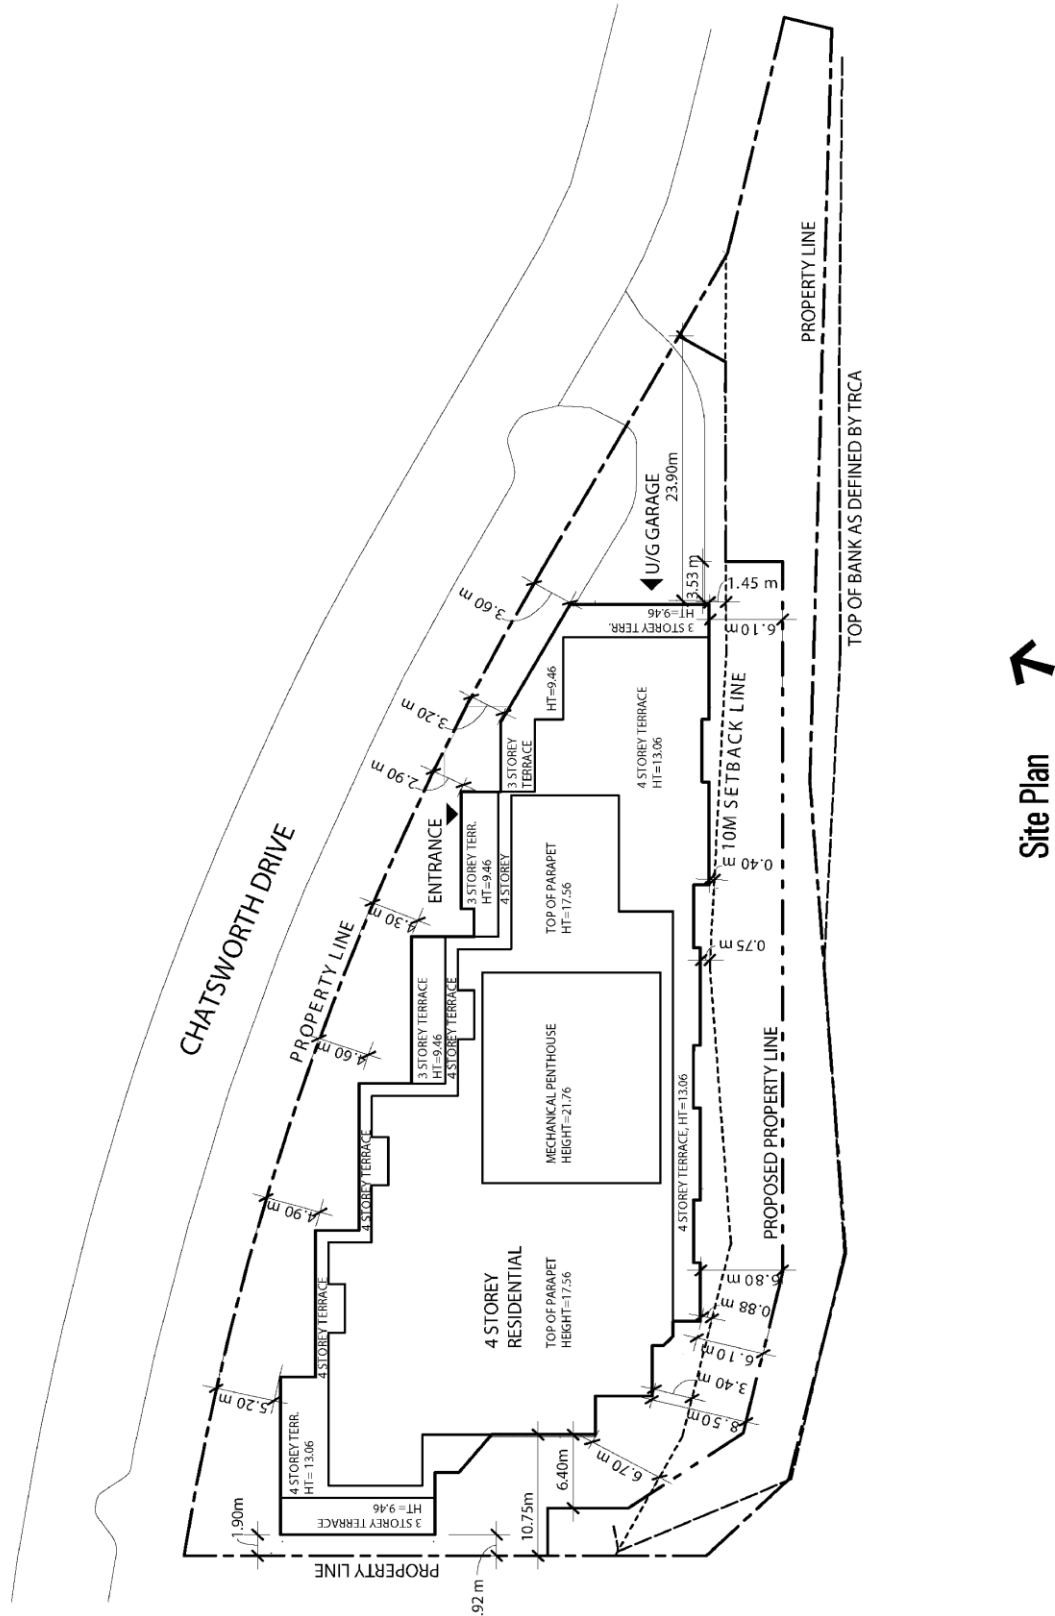 CHATSWORTH DRIVE
PROPERTY LINE
PROPERTY LINE
TOP OF BANK AS DEFINED BY TRCA
U/G GARAGE
23.90m
3.53 m
1.45 m
6.10m
3.60 m
3.20 m
2.90 m
4.30 m
4.60 m
4.90 m
5.20 m
ENTRANCE
3 STOREY TERR.
HT=9.46
HT=9.46
3 STOREY
TERRACE
4 STOREY TERRACE
HT=13.06
10M SETBACK LINE
0.40 m
0.75 m
3 STOREY TERR.
HT=9.46
4 STOREY
TOP OF PARAPET
HT=17.56
3 STOREY TERRACE
HT=9.46
4 STOREY TERRACE
MECHANICAL PENTHOUSE
HEIGHT=21.76
4 STOREY TERRACE, HT=13.06
PROPOSED PROPERTY LINE
4 STOREY TERRACE
4 STOREY TERRACE
4 STOREY
RESIDENTIAL
TOP OF PARAPET
HEIGHT=17.56
6.80 m
0.88 m
6.10 m
3.40 m
8.50m
6.70 m
6.40m
10.75m
4 STOREY TERR.
HT= 13.06
3 STOREY TERRACE
HT=9.46
1.90m
.92 m
PROPERTY LINE
Site Plan